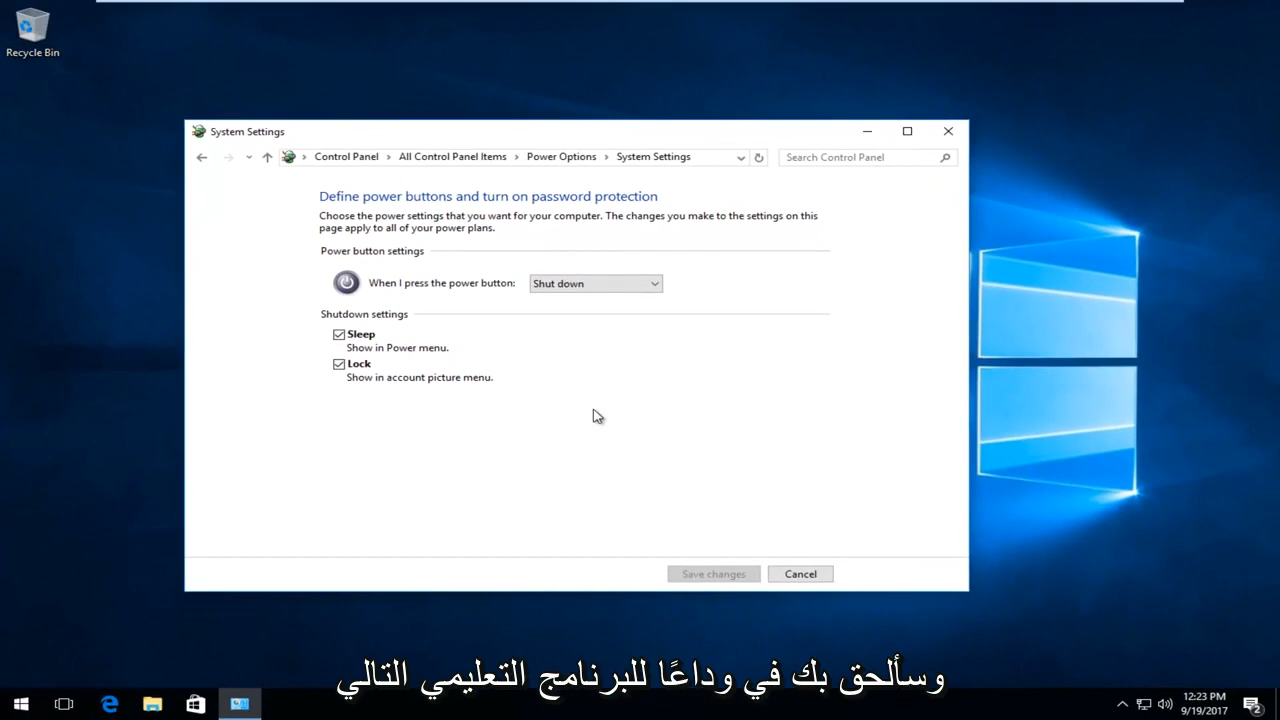 Recycle Bin
System Settings
Control Panel > All Control Panel Items > Power Options > System Settings
Search Control Panel
Define power buttons and turn on password protection
Choose the power settings that you want for your computer. The changes you make to the settings on this
page apply to all of your power plans.
Power button settings
When I press the power button: Shut down
Shutdown settings
Sleep
Show in Power menu.
Lock
Show in account picture menu.
Save changes Cancel
وسألحق بك في وداعًا للبرنامج التعليمي التالي
12:23 PM
9/19/2017
2